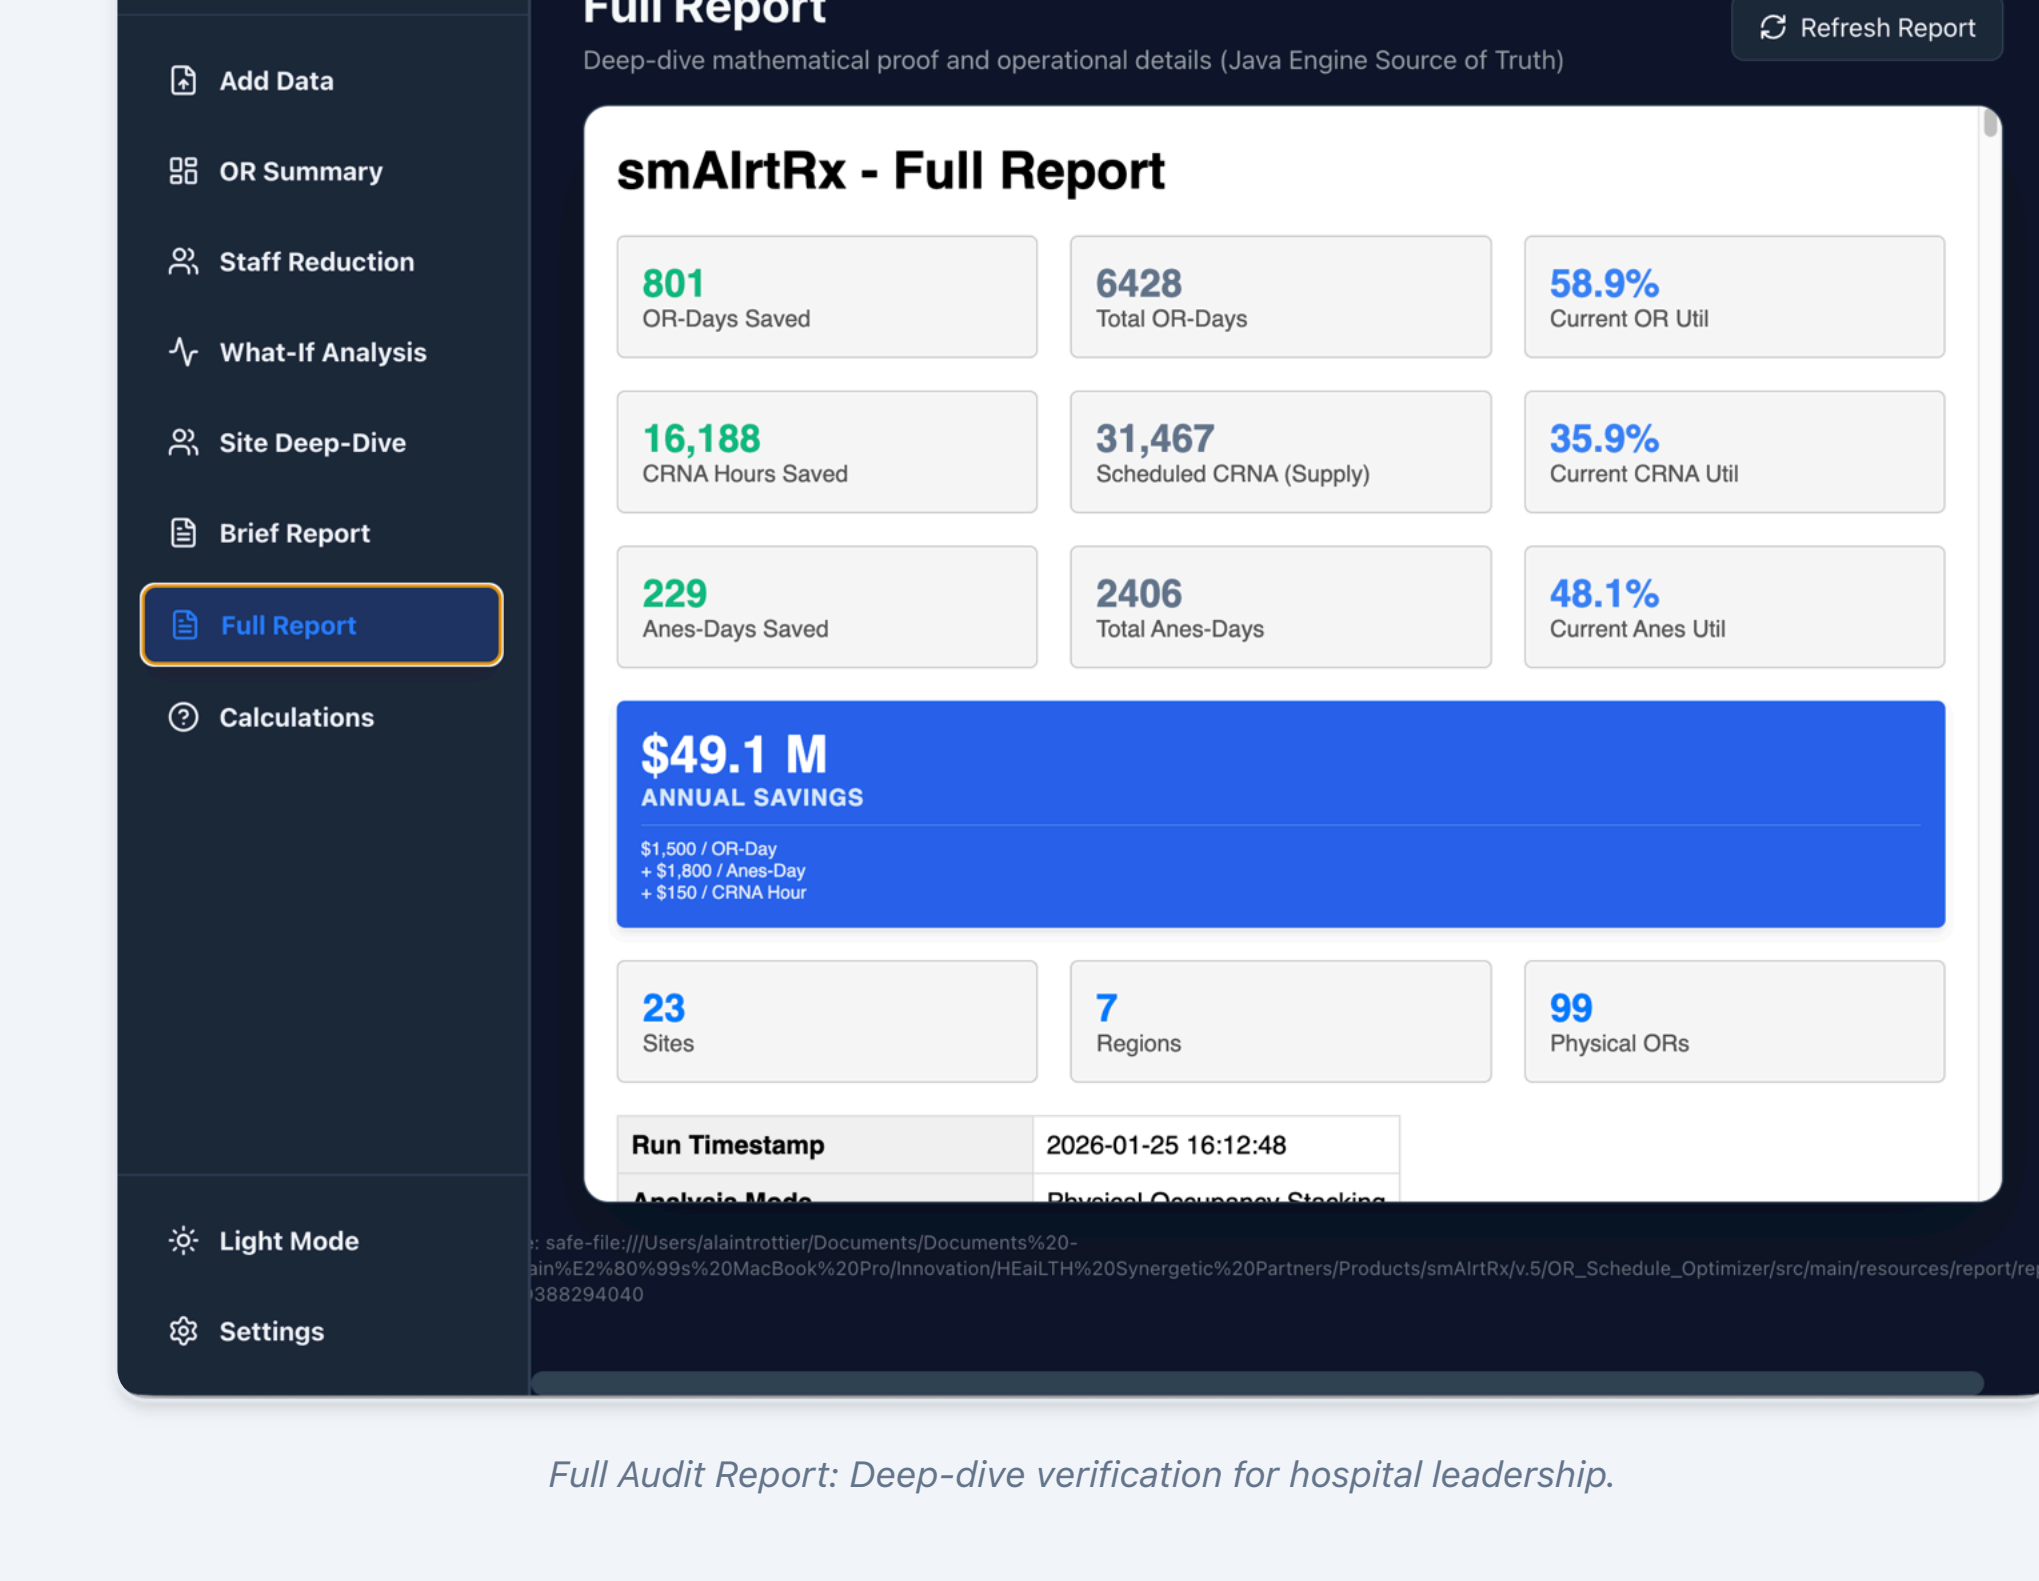 Full Report
Deep-dive mathematical proof and operational details (Java Engine Source of Truth)
Refresh Report
Add Data
OR Summary
Staff Reduction
What-If Analysis
Site Deep-Dive
Brief Report
Full Report
Calculations
Light Mode
Settings
smAIrtRx - Full Report
801
OR-Days Saved
6428
Total OR-Days
58.9%
Current OR Util
16,188
CRNA Hours Saved
31,467
Scheduled CRNA (Supply)
35.9%
Current CRNA Util
229
Anes-Days Saved
2406
Total Anes-Days
48.1%
Current Anes Util
$49.1 M
ANNUAL SAVINGS
$1,500 / OR-Day
+ $1,800 / Anes-Day
+ $150 / CRNA Hour
23
Sites
7
Regions
99
Physical ORs
Run Timestamp 2026-01-25 16:12:48
Analysis Mode Physical Occupancy Stacking
: safe-file:///Users/alaintrottier/Documents/Documents%20-
ain%E2%80%99s%20MacBook%20Pro/Innovation/HEaiLTH%20Synergetic%20Partners/Products/smAIrtRx/v.5/OR_Schedule_Optimizer/src/main/resources/report/re
388294040
Full Audit Report: Deep-dive verification for hospital leadership.